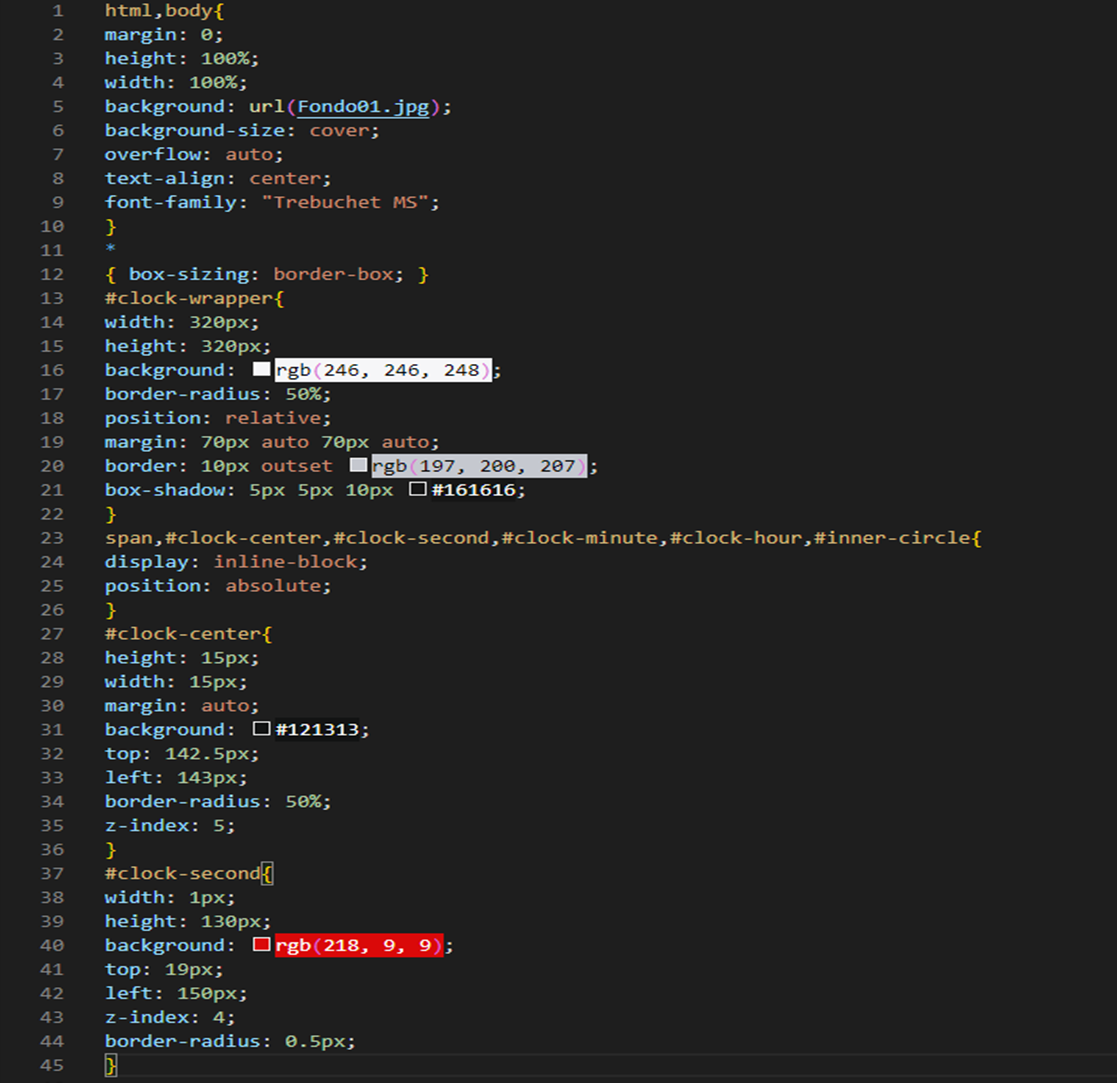 1 html,body{
2 margin: 0;
3 height: 100%;
4 width: 100%;
5 background: url(Fondo01.jpg);
6 background-size: cover;
7 overflow: auto;
8 text-align: center;
9 font-family: "Trebuchet MS";
10 }
11 *
12 { box-sizing: border-box; }
13 #clock-wrapper{
14 width: 320px;
15 height: 320px;
16 background: rgb(246, 246, 248);
17 border-radius: 50%;
18 position: relative;
19 margin: 70px auto 70px auto;
20 border: 10px outset rgb(197, 200, 207);
21 box-shadow: 5px 5px 10px #161616;
22 }
23 span,#clock-center,#clock-second,#clock-minute,#clock-hour,#inner-circle{
24 display: inline-block;
25 position: absolute;
26 }
27 #clock-center{
28 height: 15px;
29 width: 15px;
30 margin: auto;
31 background: #121313;
32 top: 142.5px;
33 left: 143px;
34 border-radius: 50%;
35 z-index: 5;
36 }
37 #clock-second{
38 width: 1px;
39 height: 130px;
40 background: rgb(218, 9, 9);
41 top: 19px;
42 left: 150px;
43 z-index: 4;
44 border-radius: 0.5px;
45 }